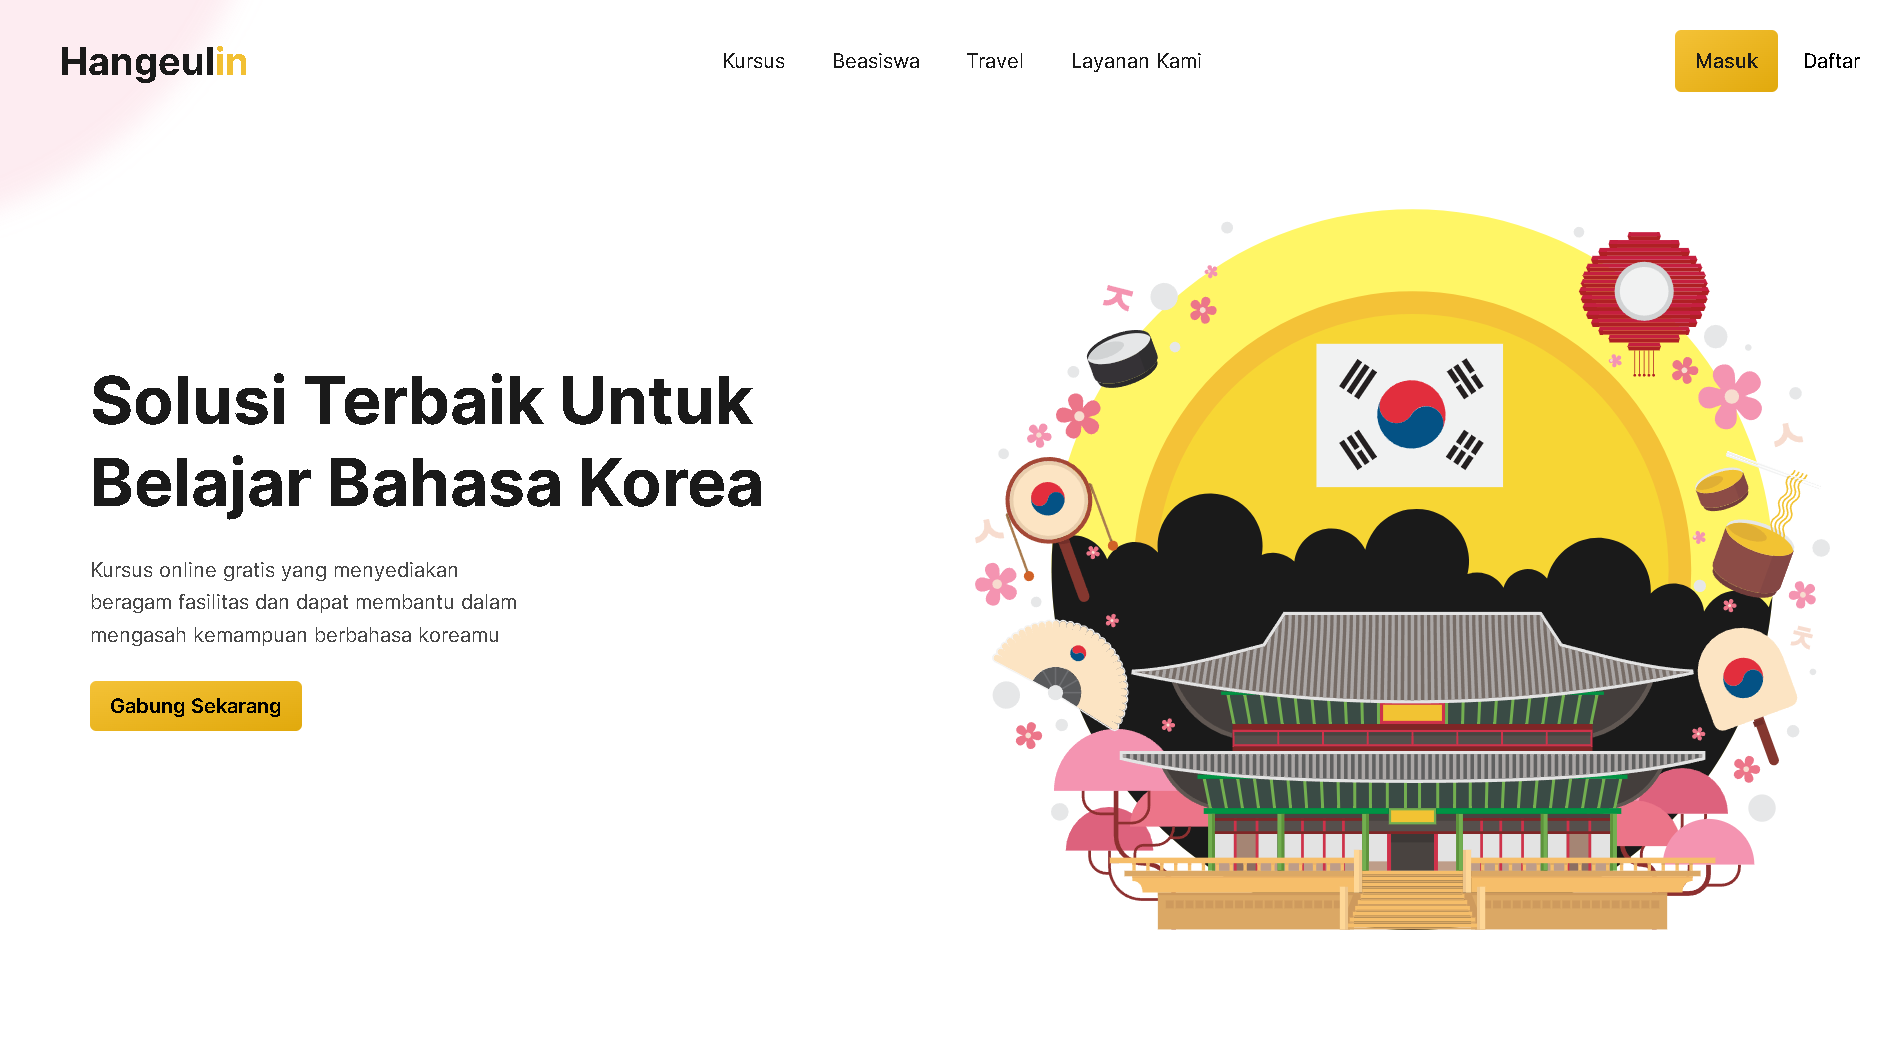 Hangeulin
Kursus
Beasiswa
Travel
Layanan Kami
Masuk
Daftar
Solusi Terbaik Untuk
Belajar Bahasa Korea
Kursus online gratis yang menyediakan
beragam fasilitas dan dapat membantu dalam
mengasah kemampuan berbahasa koreamu
Gabung Sekarang
ㅈ
ㅅ
ㅅ
ㅊ